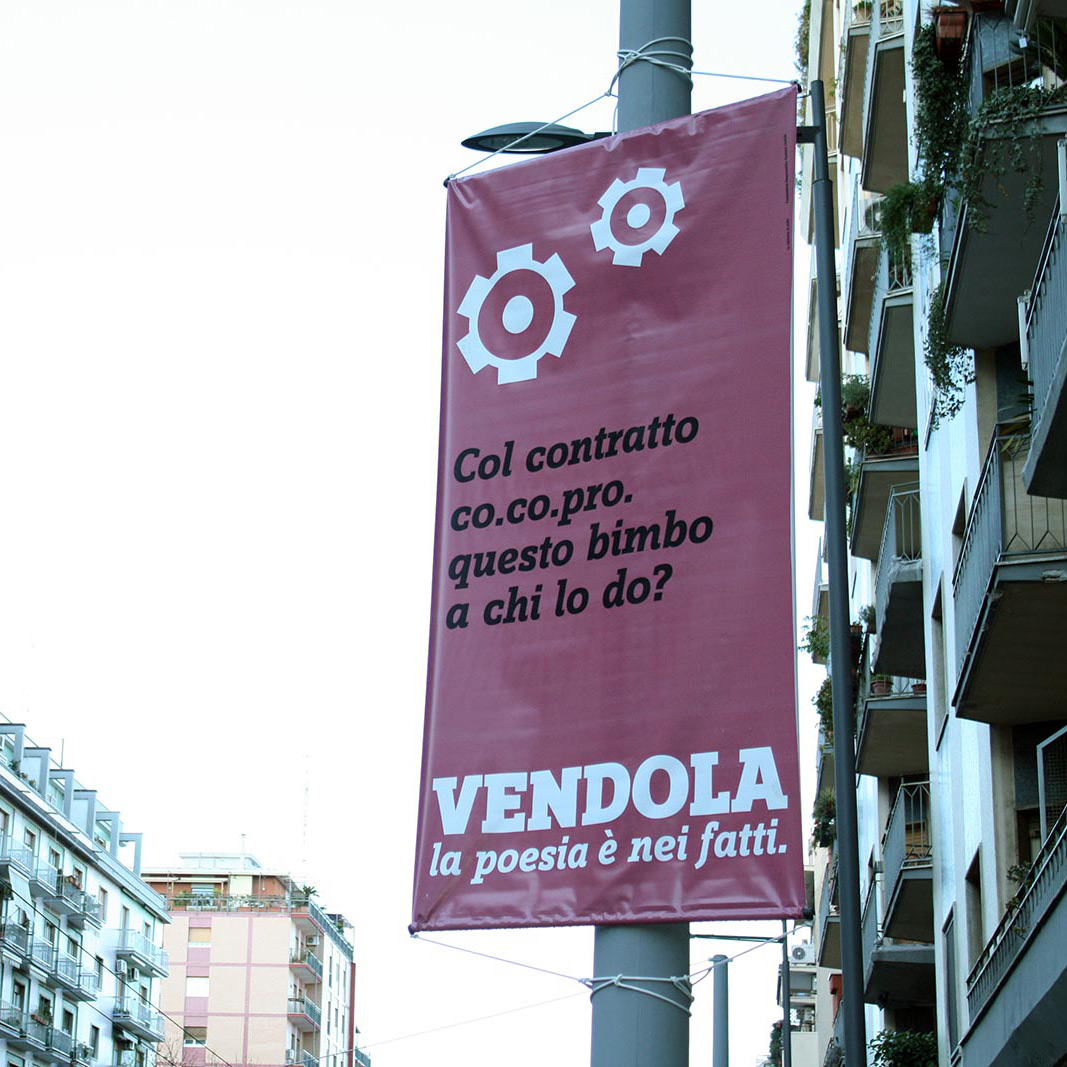 Col contratto
co.co.pro.
questo bimbo
a chi lo do?
VENDOLA
la poesia è nei fatti.